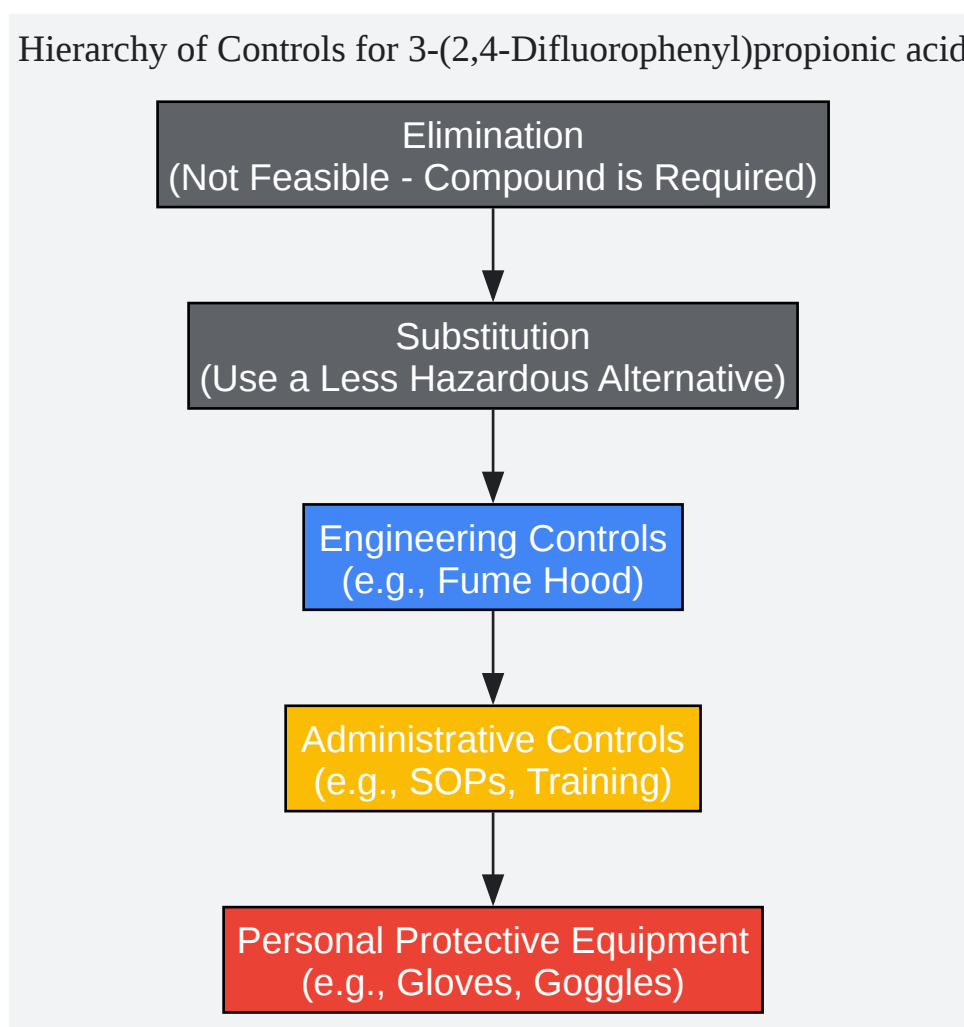 Hierarchy of Controls for 3-(2,4-Difluorophenyl)propionic acid
Elimination
(Not Feasible - Compound is Required)
Substitution
(Use a Less Hazardous Alternative)
Engineering Controls
(e.g., Fume Hood)
Administrative Controls
(e.g., SOPs, Training)
Personal Protective Equipment
(e.g., Gloves, Goggles)